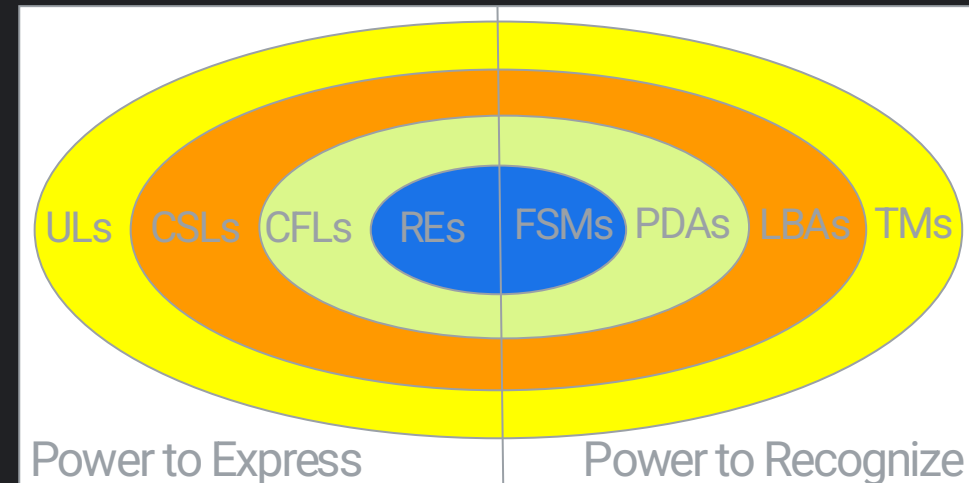 ULs CSLs CFLs REs FSMs PDAs LBAs TMs
Power to Express Power to Recognize